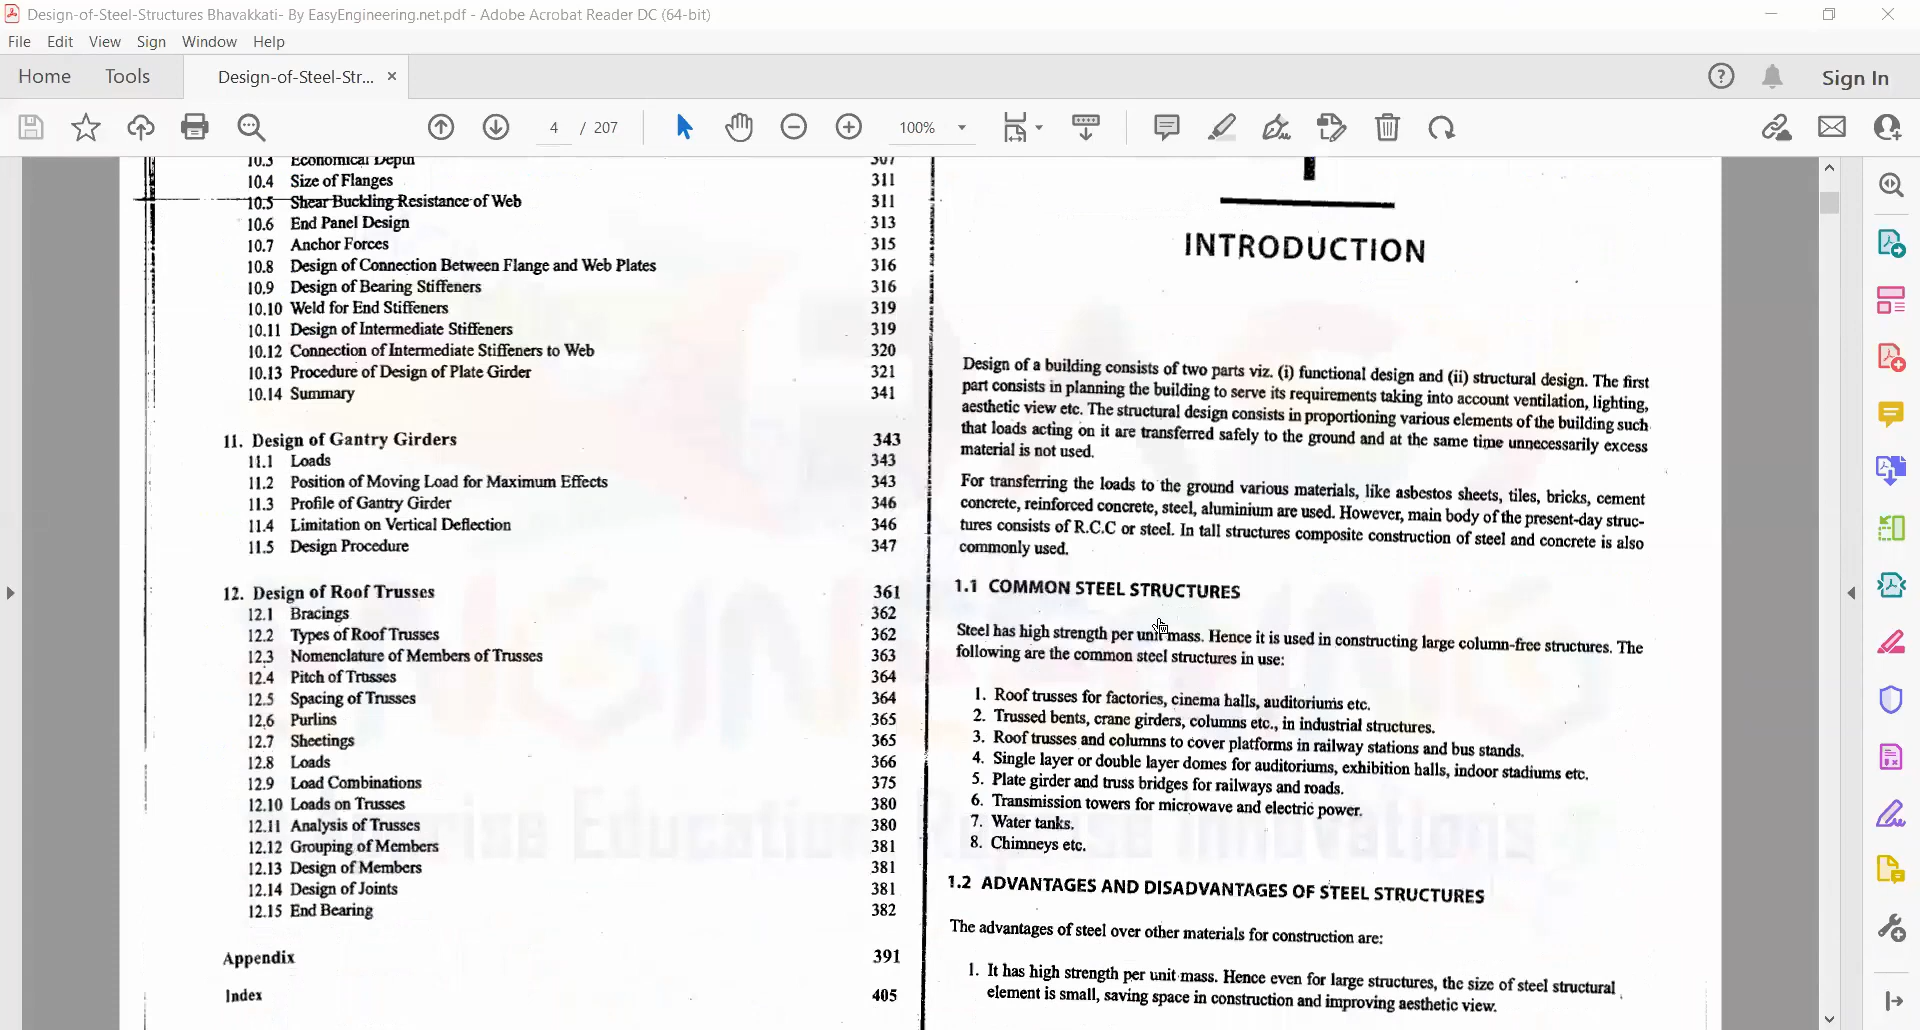 Design-of-Steel-Structures Bhavakkati- By EasyEngineering.net.pdf - Adobe Acrobat Reader DC (64-bit)
File Edit View Sign Window Help
Home Tools Design-of-Steel-Str... × Sign In
4 / 207 100%
10.3 Economical Depth 307
10.4 Size of Flanges 311
10.5 Shear Buckling Resistance of Web 311
10.6 End Panel Design 313
10.7 Anchor Forces 315
10.8 Design of Connection Between Flange and Web Plates 316
10.9 Design of Bearing Stiffeners 316
10.10 Weld for End Stiffeners 319
10.11 Design of Intermediate Stiffeners 319
10.12 Connection of Intermediate Stiffeners to Web 320
10.13 Procedure of Design of Plate Girder 321
10.14 Summary 341
11. Design of Gantry Girders 343
11.1 Loads 343
11.2 Position of Moving Load for Maximum Effects 343
11.3 Profile of Gantry Girder 346
11.4 Limitation on Vertical Deflection 346
11.5 Design Procedure 347
12. Design of Roof Trusses 361
12.1 Bracings 362
12.2 Types of Roof Trusses 362
12.3 Nomenclature of Members of Trusses 363
12.4 Pitch of Trusses 364
12.5 Spacing of Trusses 364
12.6 Purlins 365
12.7 Sheetings 365
12.8 Loads 366
12.9 Load Combinations 375
12.10 Loads on Trusses 380
12.11 Analysis of Trusses 380
12.12 Grouping of Members 381
12.13 Design of Members 381
12.14 Design of Joints 381
12.15 End Bearing 382
Appendix 391
Index 405
INTRODUCTION
Design of a building consists of two parts viz. (i) functional design and (ii) structural design. The first
part consists in planning the building to serve its requirements taking into account ventilation, lighting,
aesthetic view etc. The structural design consists in proportioning various elements of the building such
that loads acting on it are transferred safely to the ground and at the same time unnecessarily excess
material is not used.
For transferring the loads to the ground various materials, like asbestos sheets, tiles, bricks, cement
concrete, reinforced concrete, steel, aluminium are used. However, main body of the present-day struc-
tures consists of R.C.C or steel. In tall structures composite construction of steel and concrete is also
commonly used.
1.1 COMMON STEEL STRUCTURES
Steel has high strength per unit mass. Hence it is used in constructing large column-free structures. The
following are the common steel structures in use:
1. Roof trusses for factories, cinema halls, auditoriums etc.
2. Trussed bents, crane girders, columns etc., in industrial structures.
3. Roof trusses and columns to cover platforms in railway stations and bus stands.
4. Single layer or double layer domes for auditoriums, exhibition halls, indoor stadiums etc.
5. Plate girder and truss bridges for railways and roads.
6. Transmission towers for microwave and electric power.
7. Water tanks.
8. Chimneys etc.
1.2 ADVANTAGES AND DISADVANTAGES OF STEEL STRUCTURES
The advantages of steel over other materials for construction are:
1. It has high strength per unit mass. Hence even for large structures, the size of steel structural
element is small, saving space in construction and improving aesthetic view.